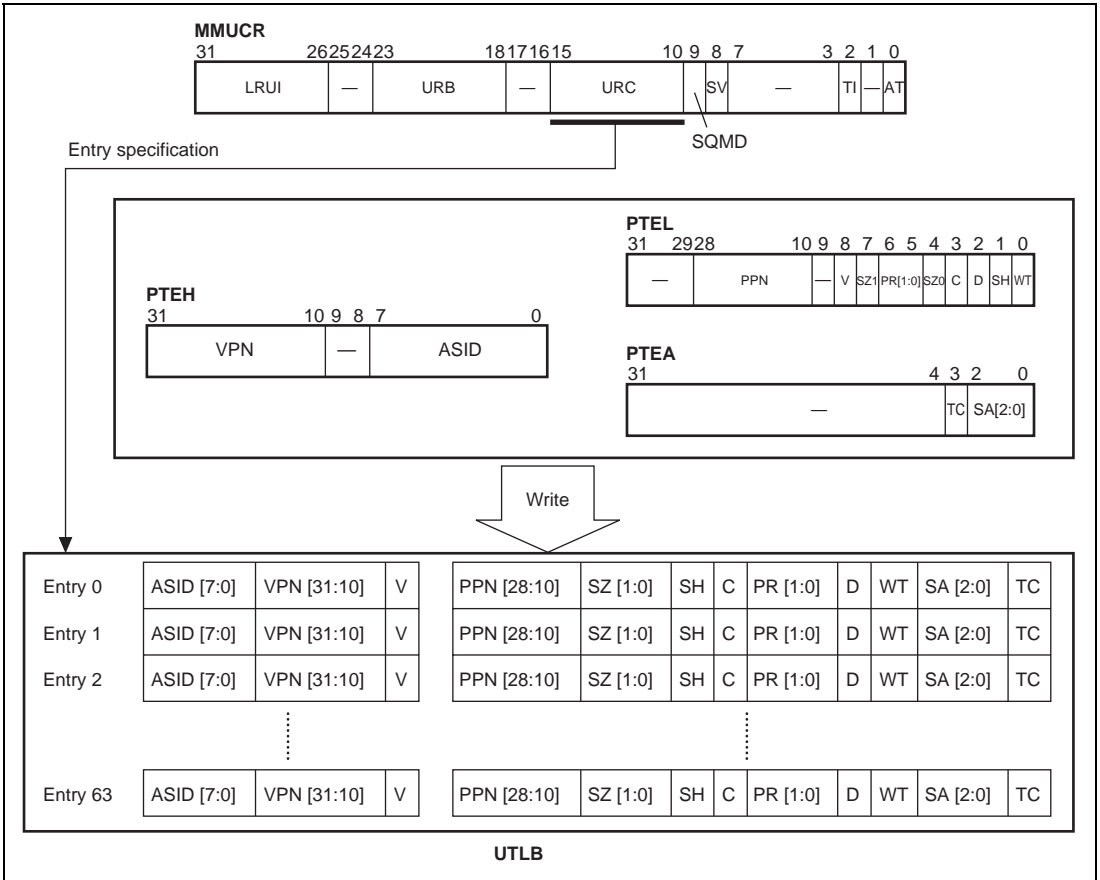 MMUCR
31 26 25 24 23 18 17 16 15 10 9 8 7 3 2 1 0
LRUI — URB — URC SV — TI — AT
SQMD
Entry specification
PTEL
31 29 28 10 9 8 7 6 5 4 3 2 1 0
— PPN — V SZ1 PR[1:0] SZ0 C D SH WT
PTEH
31 10 9 8 7 0
VPN — ASID
PTEA
31 4 3 2 0
— TC SA[2:0]
Write
Entry 0 ASID [7:0] VPN [31:10] V PPN [28:10] SZ [1:0] SH C PR [1:0] D WT SA [2:0] TC
Entry 1 ASID [7:0] VPN [31:10] V PPN [28:10] SZ [1:0] SH C PR [1:0] D WT SA [2:0] TC
Entry 2 ASID [7:0] VPN [31:10] V PPN [28:10] SZ [1:0] SH C PR [1:0] D WT SA [2:0] TC
Entry 63 ASID [7:0] VPN [31:10] V PPN [28:10] SZ [1:0] SH C PR [1:0] D WT SA [2:0] TC
UTLB